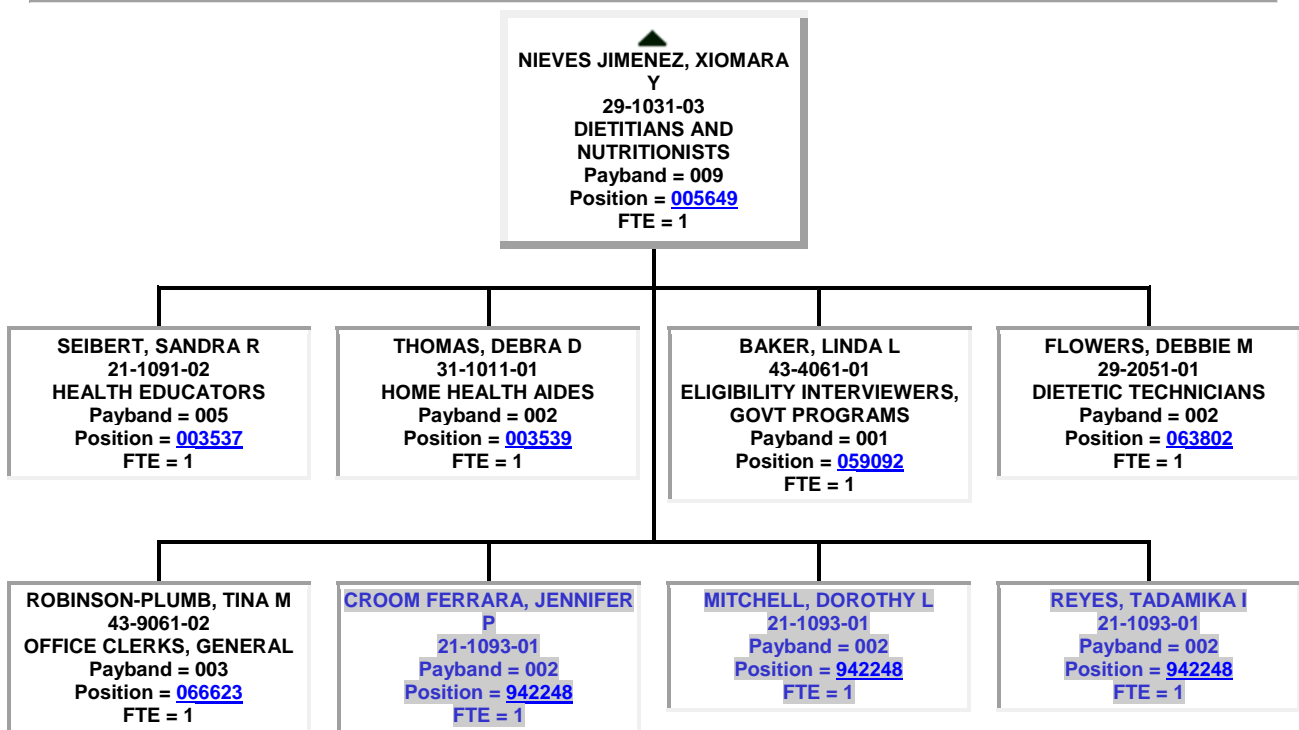 NIEVES JIMENEZ, XIOMARA
Y
29-1031-03
DIETITIANS AND
NUTRITIONISTS
Payband = 009
Position = 005649
FTE = 1
SEIBERT, SANDRA R
21-1091-02
HEALTH EDUCATORS
Payband = 005
Position = 003537
FTE = 1
THOMAS, DEBRA D
31-1011-01
HOME HEALTH AIDES
Payband = 002
Position = 003539
FTE = 1
BAKER, LINDA L
43-4061-01
ELIGIBILITY INTERVIEWERS,
GOVT PROGRAMS
Payband = 001
Position = 059092
FTE = 1
FLOWERS, DEBBIE M
29-2051-01
DIETETIC TECHNICIANS
Payband = 002
Position = 063802
FTE = 1
ROBINSON-PLUMB, TINA M
43-9061-02
OFFICE CLERKS, GENERAL
Payband = 003
Position = 066623
FTE = 1
CROOM FERRARA, JENNIFER
P
21-1093-01
Payband = 002
Position = 942248
FTE = 1
MITCHELL, DOROTHY L
21-1093-01
Payband = 002
Position = 942248
FTE = 1
REYES, TADAMIKA I
21-1093-01
Payband = 002
Position = 942248
FTE = 1